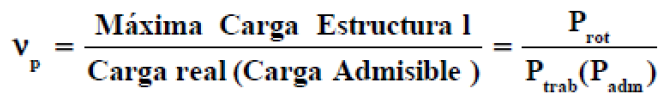 ν_p = Máxima Carga Estructura l / Carga real (Carga Admisible ) = P_rot / P_trab(P_adm)